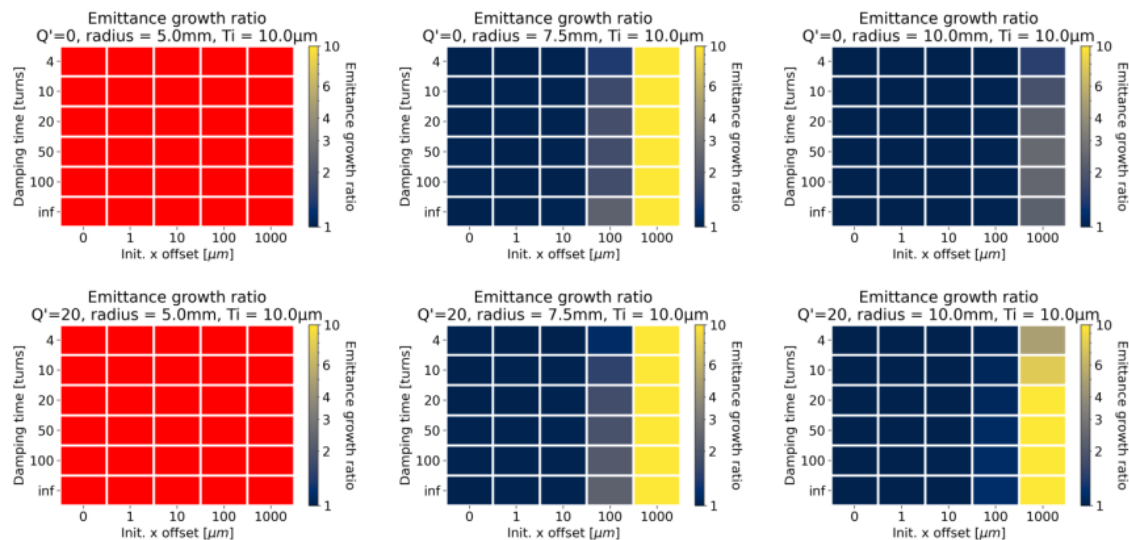 Emittance growth ratio
Q'=0, radius = 5.0mm, Ti = 10.0μm
Damping time [turns]
4
10
20
50
100
inf
0 1 10 100 1000
Init. x offset [μm]
10
6
4
3
2
1
Emittance growth ratio
Emittance growth ratio
Q'=0, radius = 7.5mm, Ti = 10.0μm
Damping time [turns]
4
10
20
50
100
inf
0 1 10 100 1000
Init. x offset [μm]
10
6
4
3
2
1
Emittance growth ratio
Emittance growth ratio
Q'=0, radius = 10.0mm, Ti = 10.0μm
Damping time [turns]
4
10
20
50
100
inf
0 1 10 100 1000
Init. x offset [μm]
10
6
4
3
2
1
Emittance growth ratio
Emittance growth ratio
Q'=20, radius = 5.0mm, Ti = 10.0μm
Damping time [turns]
4
10
20
50
100
inf
0 1 10 100 1000
Init. x offset [μm]
10
6
4
3
2
1
Emittance growth ratio
Emittance growth ratio
Q'=20, radius = 7.5mm, Ti = 10.0μm
Damping time [turns]
4
10
20
50
100
inf
0 1 10 100 1000
Init. x offset [μm]
10
6
4
3
2
1
Emittance growth ratio
Emittance growth ratio
Q'=20, radius = 10.0mm, Ti = 10.0μm
Damping time [turns]
4
10
20
50
100
inf
0 1 10 100 1000
Init. x offset [μm]
10
6
4
3
2
1
Emittance growth ratio